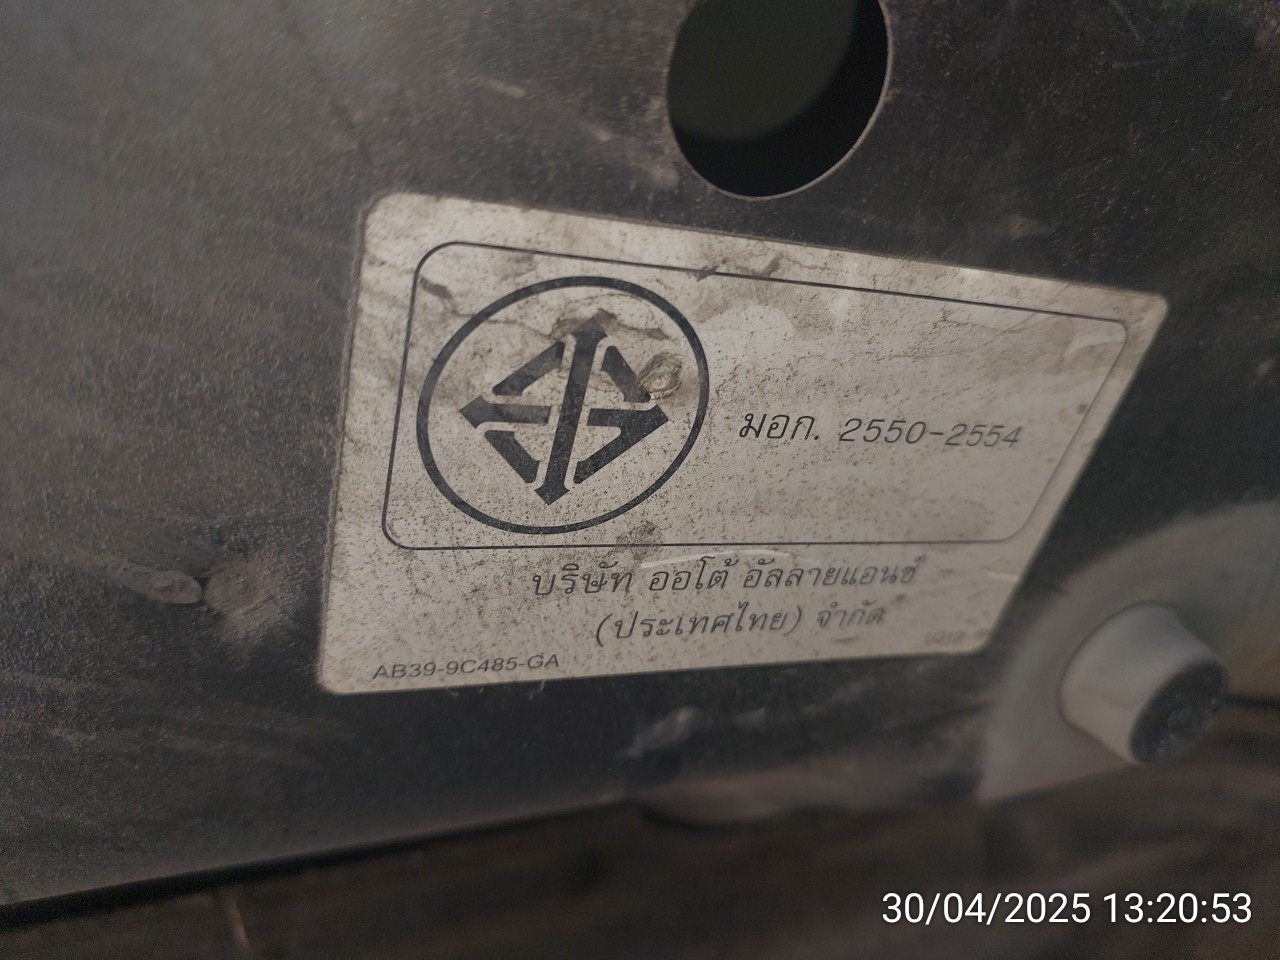 มอก. 2550-2554
บริษัท ออโต้ อัลลายแอนซ์
(ประเทศไทย) จำกัด
AB39-9C485-GA
30/04/2025 13:20:53